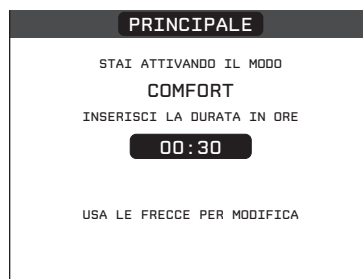 PRINCIPALE
STAI ATTIVANDO IL MODO
COMFORT
INSERISCI LA DURATA IN ORE
00:30
USA LE FRECCE PER MODIFICA